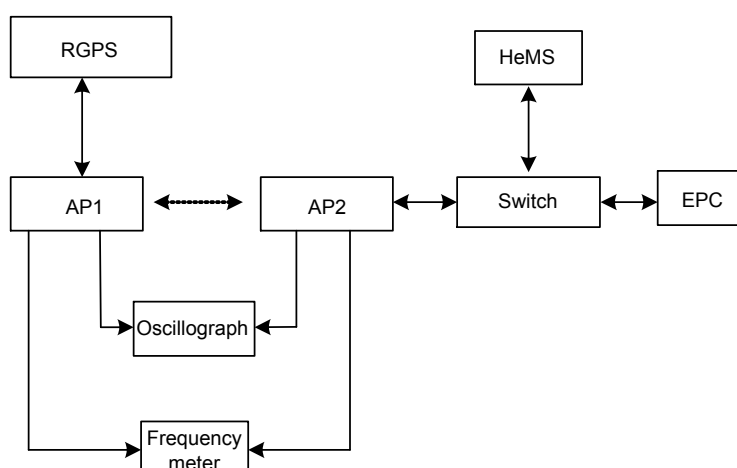 RGPS
HeMS
AP1
AP2
Switch
EPC
Oscillograph
Frequency
meter